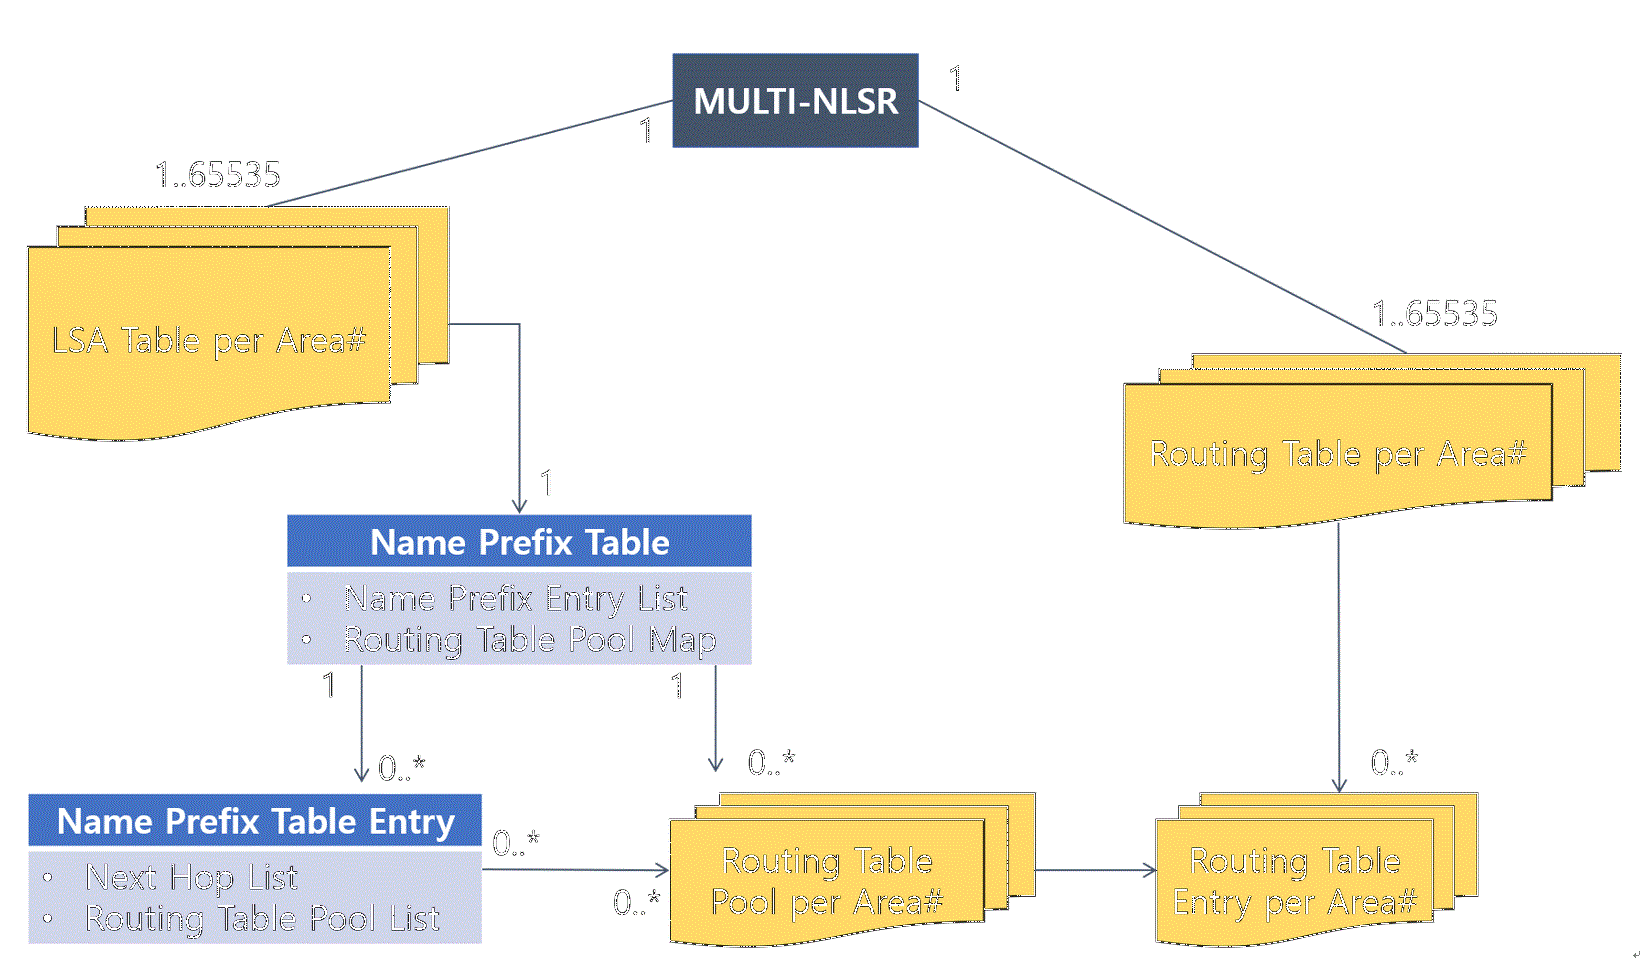 MULTI-NLSR
1
1
1..65535
1..65535
LSA Table per Area#
Routing Table per Area#
1
Name Prefix Table
• Name Prefix Entry List
• Routing Table Pool Map
1
1
0..*
0..*
0..*
Name Prefix Table Entry
• Next Hop List
• Routing Table Pool List
0..*
0..*
Routing Table
Pool per Area#
Routing Table
Entry per Area#